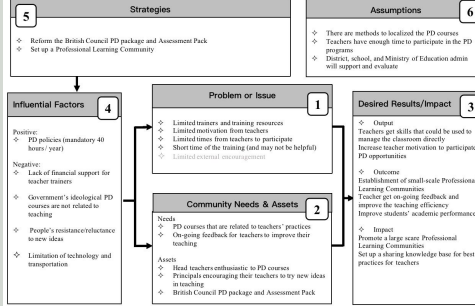 Strategies
5
✧ Reform the British Council PD package and Assessment Pack
✧ Set up a Professional Learning Community
Assumptions
6
✧ There are methods to localized the PD courses
✧ Teachers have enough time to participate in the PD
programs
✧ District, school, and Ministry of Education admin
will support and evaluate
Influential Factors
4
Positive:
✧ PD policies (mandatory 40
hours / year)
Negative:
✧ Lack of financial support for
teacher trainers
✧ Government's ideological PD
courses are not related to
teaching
✧ People's resistance/reluctance
to new ideas
✧ Limitation of technology and
transportation
Problem or Issue
1
✧ Limited trainers and training resources
✧ Limited motivation from teachers
✧ Limited times from teachers to participate
✧ Short time of the training (and may not be helpful)
✧ Limited external encouragement
Community Needs & Assets
2
Needs
✧ PD courses that are related to teachers' practices
✧ On-going feedback for teachers to improve their
teaching
Assets
✧ Head teachers enthusiastic to PD courses
✧ Principals encouraging their teachers to try new ideas
in teaching
✧ British Council PD package and Assessment Pack
Desired Results/Impact
3
✧ Output
Teachers get skills that could be used to
manage the classroom directly
Increase teacher motivation to participate
PD opportunities
✧ Outcome
Establishment of small-scale Professional
Learning Communities
Teacher get on-going feedback and
improve the teaching efficiency
Improve students' academic performance
✧ Impact
Promote a large scare Professional
Learning Communities
Set up a sharing knowledge base for best
practices for teachers